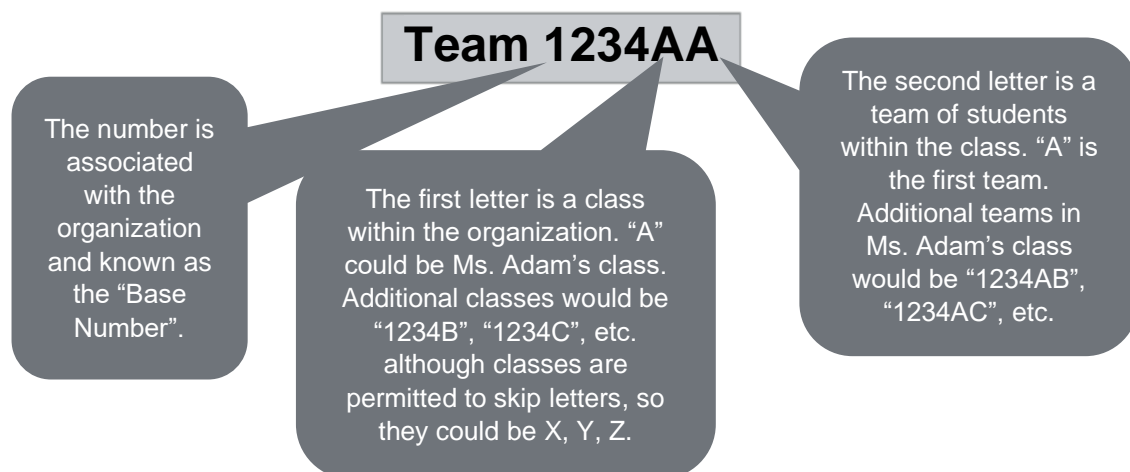 Team 1234AA
The number is
associated
with the
organization
and known as
the “Base
Number”.
The first letter is a class
within the organization. “A”
could be Ms. Adam’s class.
Additional classes would be
“1234B”, “1234C”, etc.
although classes are
permitted to skip letters, so
they could be X, Y, Z.
The second letter is a
team of students
within the class. “A” is
the first team.
Additional teams in
Ms. Adam’s class
would be “1234AB”,
“1234AC”, etc.